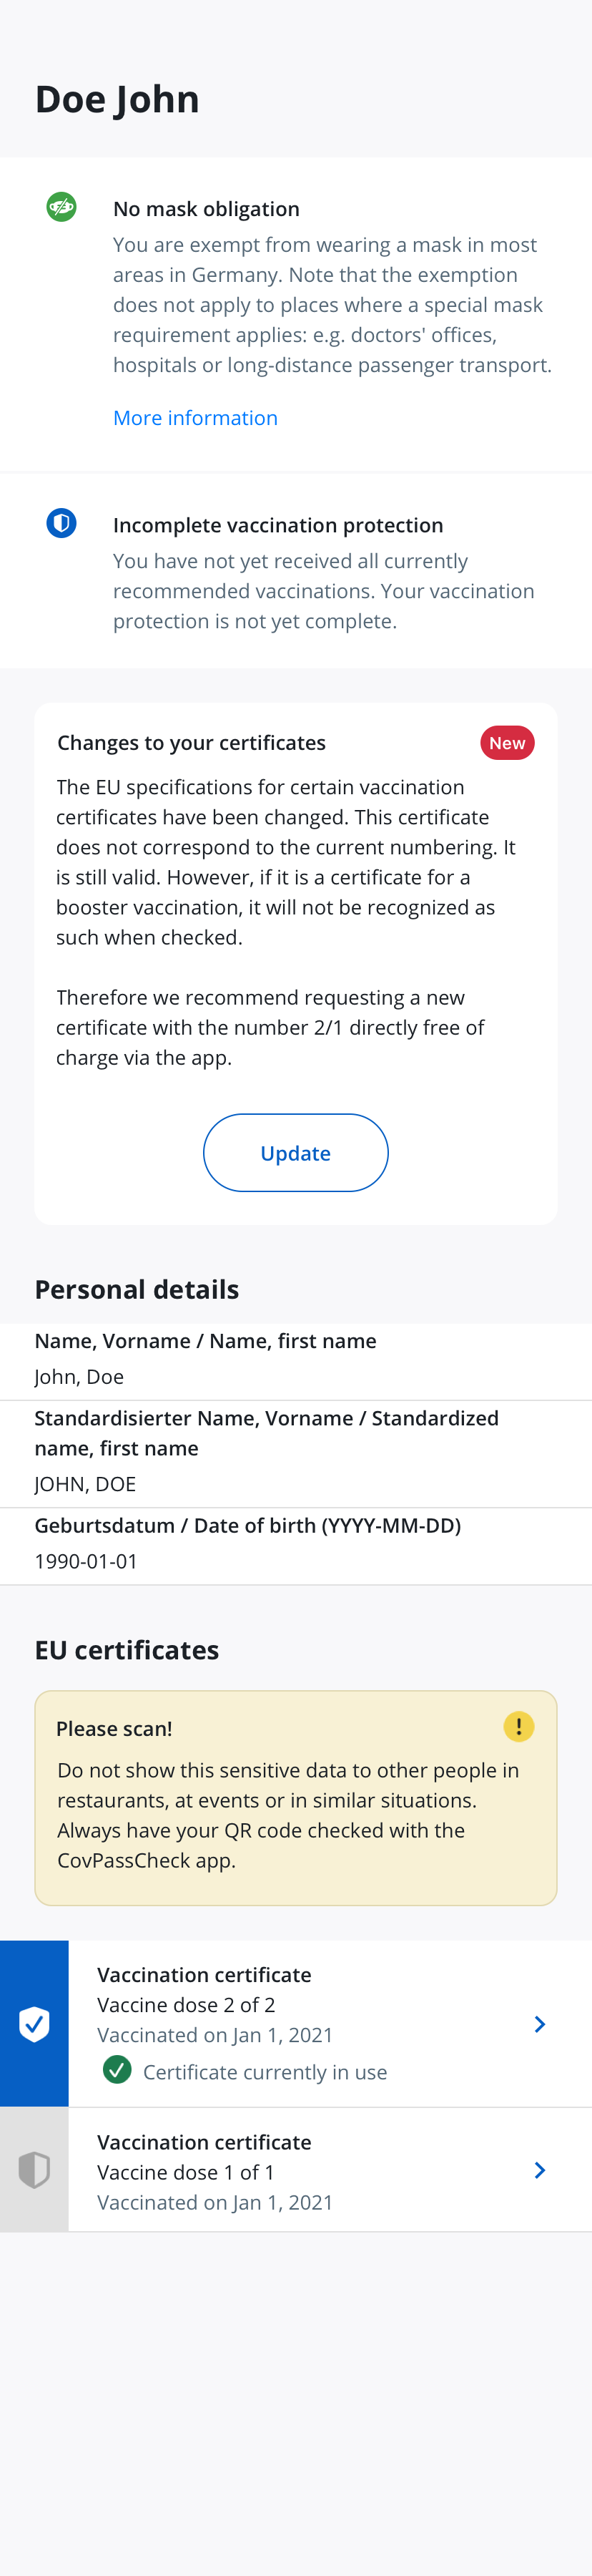 Doe John
No mask obligation
You are exempt from wearing a mask in most
areas in Germany. Note that the exemption
does not apply to places where a special mask
requirement applies: e.g. doctors' offices,
hospitals or long-distance passenger transport.
More information
Incomplete vaccination protection
You have not yet received all currently
recommended vaccinations. Your vaccination
protection is not yet complete.
Changes to your certificates
New
The EU specifications for certain vaccination
certificates have been changed. This certificate
does not correspond to the current numbering. It
is still valid. However, if it is a certificate for a
booster vaccination, it will not be recognized as
such when checked.
Therefore we recommend requesting a new
certificate with the number 2/1 directly free of
charge via the app.
Update
Personal details
Name, Vorname / Name, first name
John, Doe
Standardisierter Name, Vorname / Standardized
name, first name
JOHN, DOE
Geburtsdatum / Date of birth (YYYY-MM-DD)
1990-01-01
EU certificates
Please scan!
Do not show this sensitive data to other people in
restaurants, at events or in similar situations.
Always have your QR code checked with the
CovPassCheck app.
Vaccination certificate
Vaccine dose 2 of 2
Vaccinated on Jan 1, 2021
Certificate currently in use
Vaccination certificate
Vaccine dose 1 of 1
Vaccinated on Jan 1, 2021